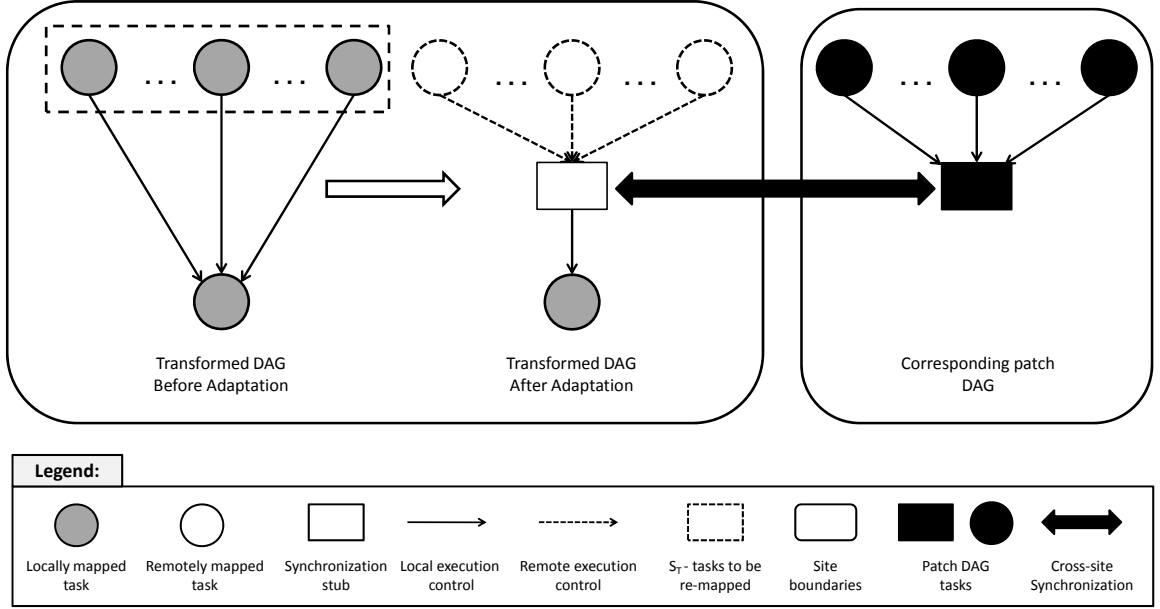 ... ...
... ...
... ...
Transformed DAG
Before Adaptation
Transformed DAG
After Adaptation
Corresponding patch
DAG
Legend:
Locally mapped
task
Remotely mapped
task
Synchronization
stub
Local execution
control
Remote execution
control
S_T - tasks to be
re-mapped
Site
boundaries
Patch DAG
tasks
Cross-site
Synchronization